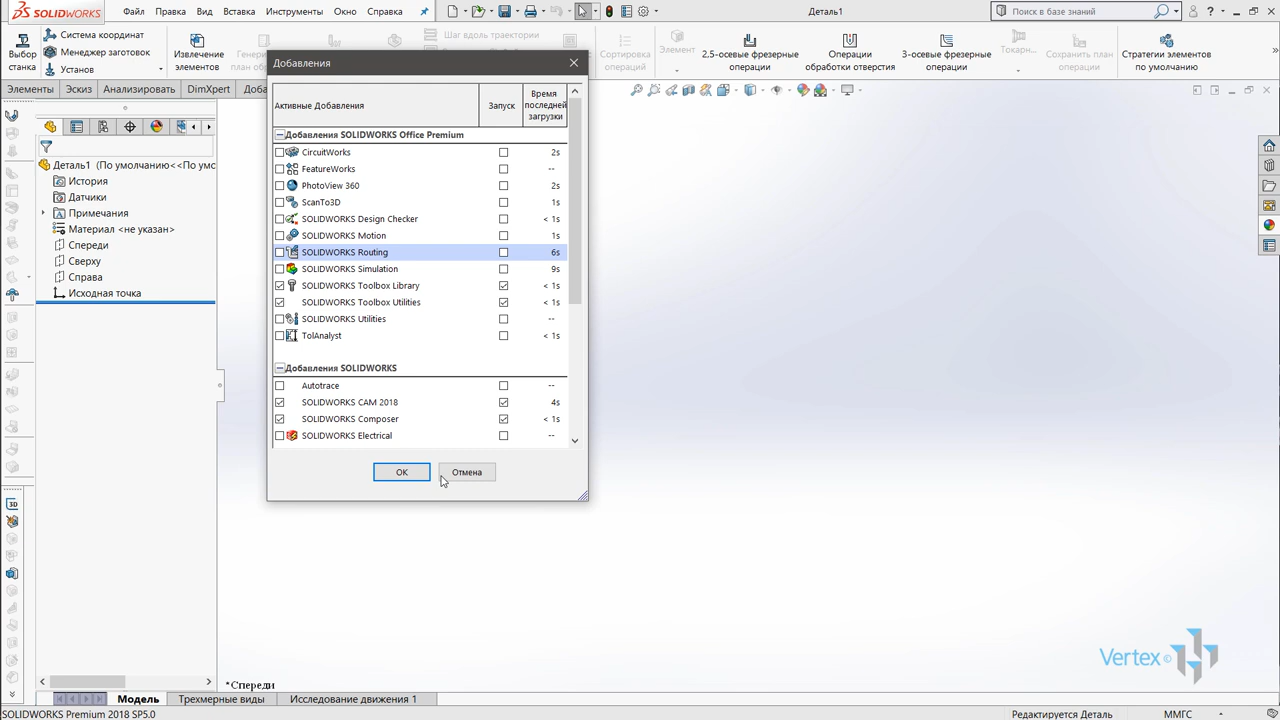 SOLIDWORKS Файл Правка Вид Вставка Инструменты Окно Справка Деталь1 Поиск в базе знаний
Выбор станка
Система координат
Менеджер заготовок
Установ
Извлечение элементов
Генер
план об
Шаг вдоль траектории
Сортировка операций
Элемент
2,5-осевые фрезерные операции
Операции обработки отверстия
3-осевые фрезерные операции
Токарн...
Сохранить план операций
Стратегии элементов по умолчанию
Элементы Эскиз Анализировать DimXpert Доба
Деталь1 (По умолчанию<<По умо
История
Датчики
Примечания
Материал <не указан>
Спереди
Сверху
Справа
Исходная точка
Добавления
Активные Добавления Запуск Время последней загрузки
Добавления SOLIDWORKS Office Premium
CircuitWorks 2s
FeatureWorks --
PhotoView 360 2s
ScanTo3D 1s
SOLIDWORKS Design Checker < 1s
SOLIDWORKS Motion 1s
SOLIDWORKS Routing 6s
SOLIDWORKS Simulation 9s
SOLIDWORKS Toolbox Library < 1s
SOLIDWORKS Toolbox Utilities < 1s
SOLIDWORKS Utilities --
TolAnalyst < 1s
Добавления SOLIDWORKS
Autotrace --
SOLIDWORKS CAM 2018 4s
SOLIDWORKS Composer < 1s
SOLIDWORKS Electrical --
OK Отмена
Vertex ©
*Спереди
Модель Трехмерные виды Исследование движения 1
SOLIDWORKS Premium 2018 SP5.0 Редактируется Деталь ММГС